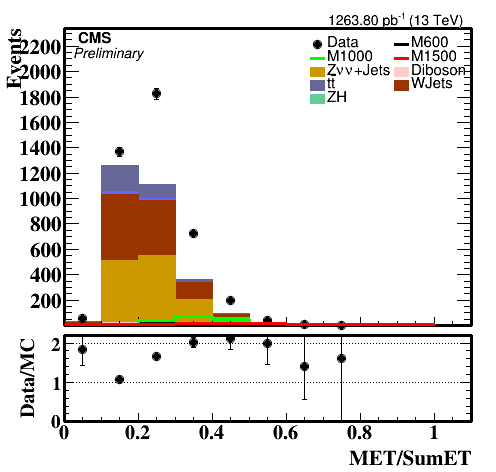 1263.80 pb⁻¹ (13 TeV)
CMS
Preliminary
Events
2200
2000
1800
1600
1400
1200
1000
800
600
400
200
Data
M600
M1000
M1500
Zνν+Jets
Diboson
tt
WJets
ZH
Data/MC
2
1
0
0 0.2 0.4 0.6 0.8 1
MET/SumET